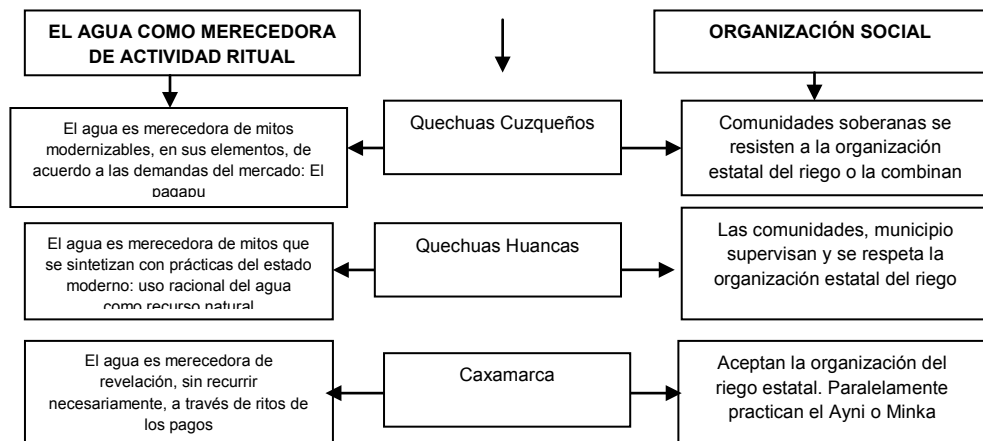 EL AGUA COMO MERECEDORA
DE ACTIVIDAD RITUAL
ORGANIZACIÓN SOCIAL
El agua es merecedora de mitos
modernizables, en sus elementos, de
acuerdo a las demandas del mercado: El
pagapu
Quechuas Cuzqueños
Comunidades soberanas se
resisten a la organización
estatal del riego o la combinan
El agua es merecedora de mitos que
se sintetizan con prácticas del estado
moderno: uso racional del agua
como recurso natural
Quechuas Huancas
Las comunidades, municipio
supervisan y se respeta la
organización estatal del riego
El agua es merecedora de
revelación, sin recurrir
necesariamente, a través de ritos de
los pagos
Caxamarca
Aceptan la organización del
riego estatal. Paralelamente
practican el Ayni o Minka